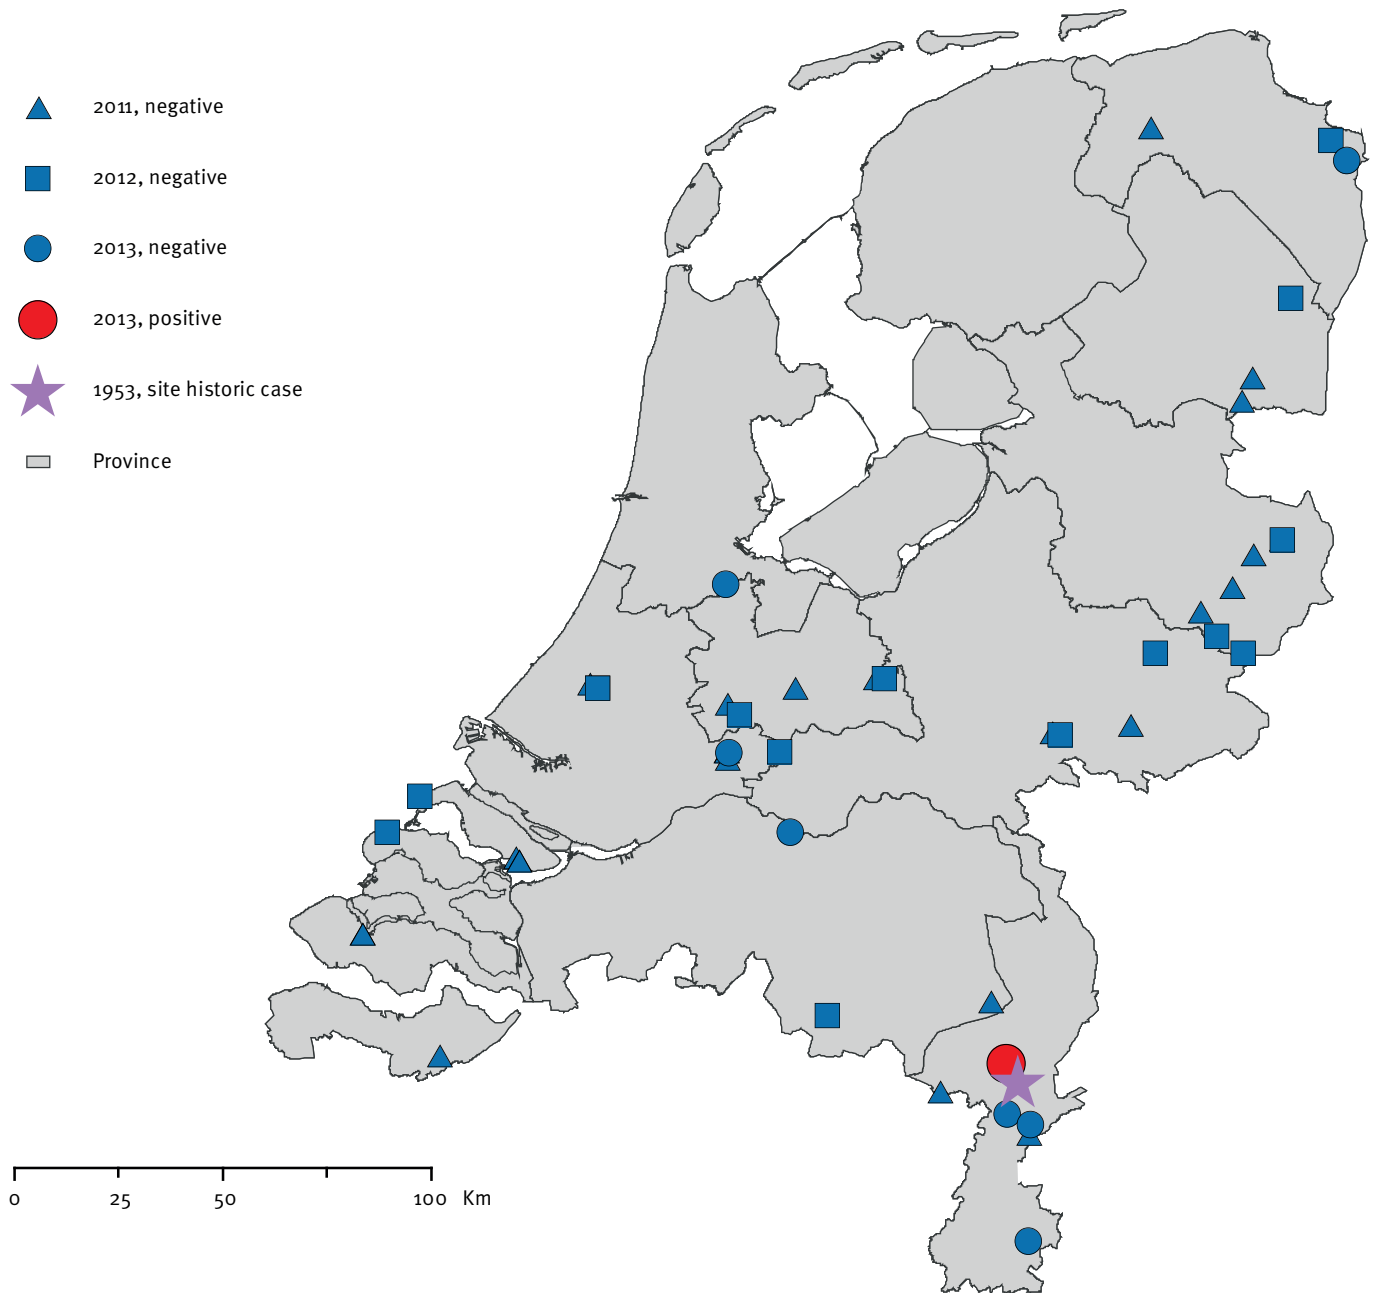 2011, negative
2012, negative
2013, negative
2013, positive
1953, site historic case
Province
0 25 50 100 Km